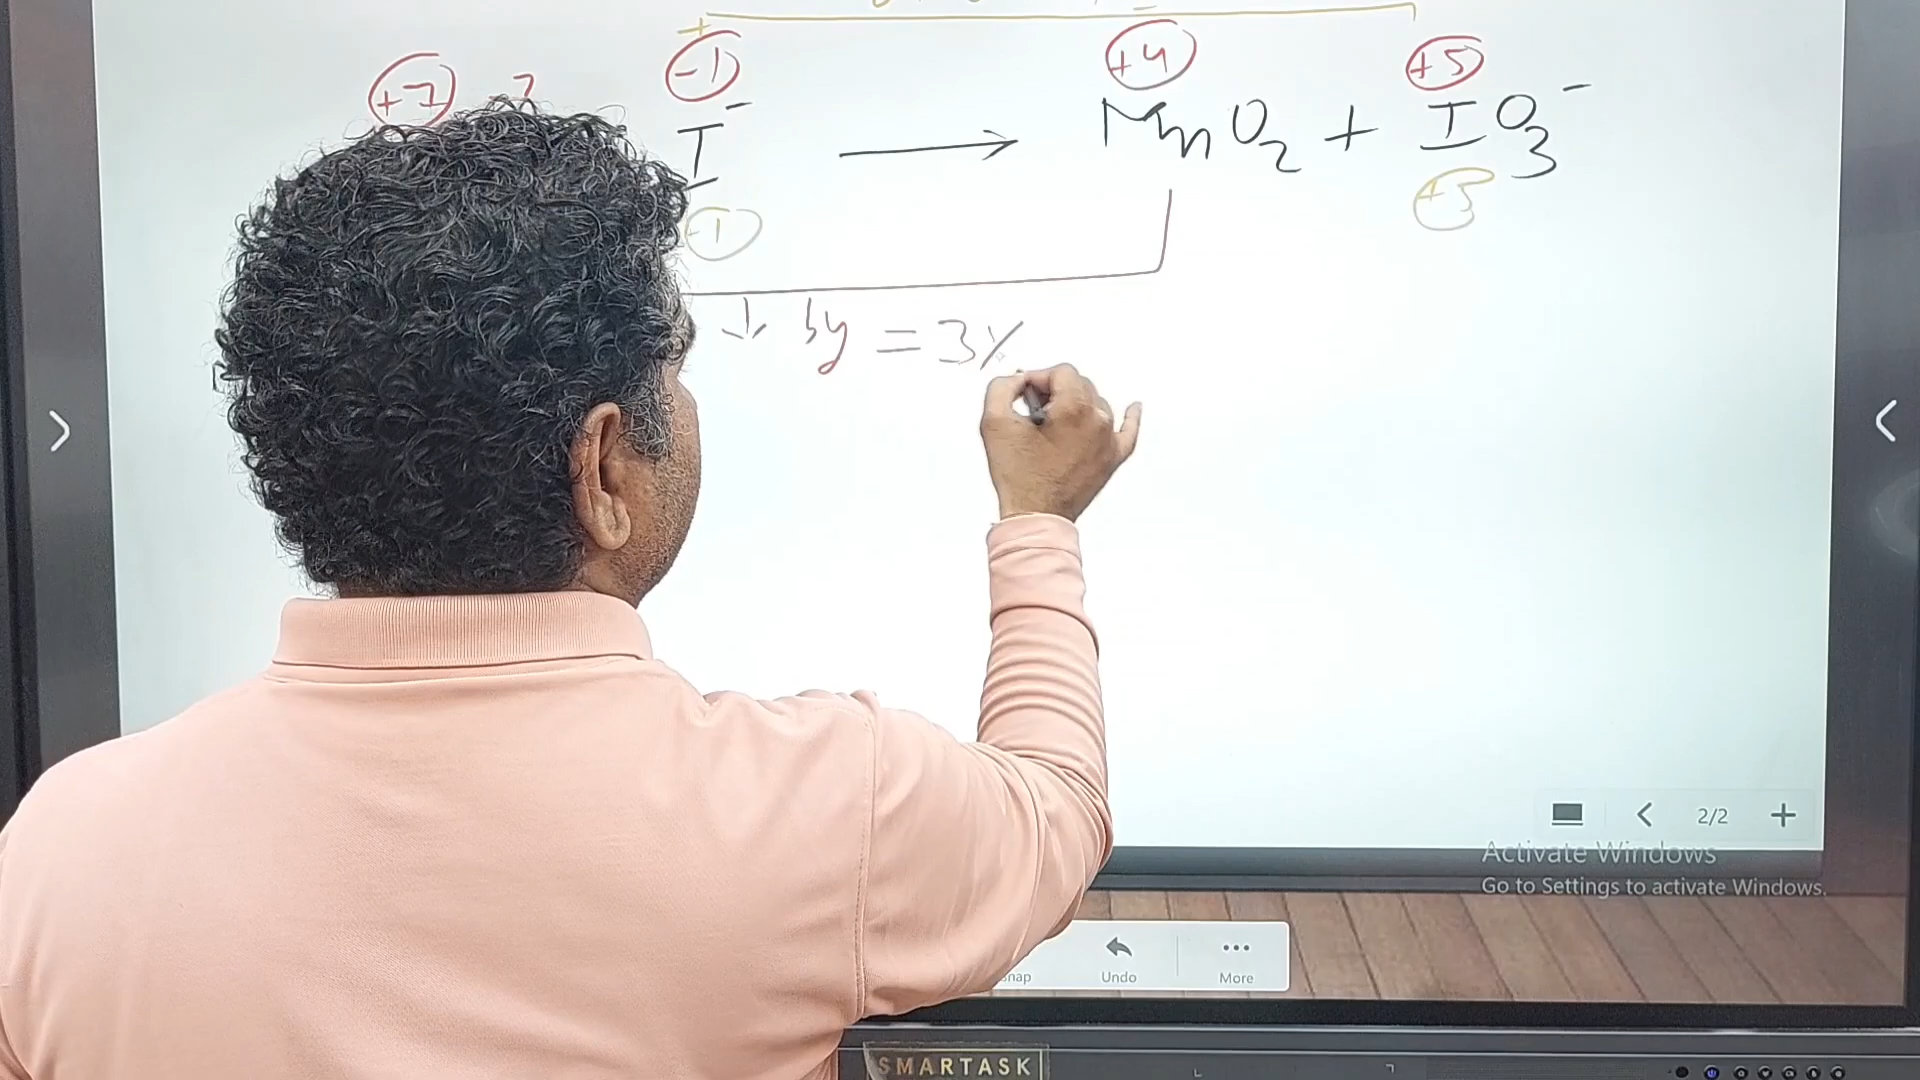 +7 -1 +4 +5
I⁻ → MnO₂ + IO₃⁻
-1 +5
↓ by = 3×
2/2
Activate Windows
Go to Settings to activate Windows.
Undo More
SMARTASK